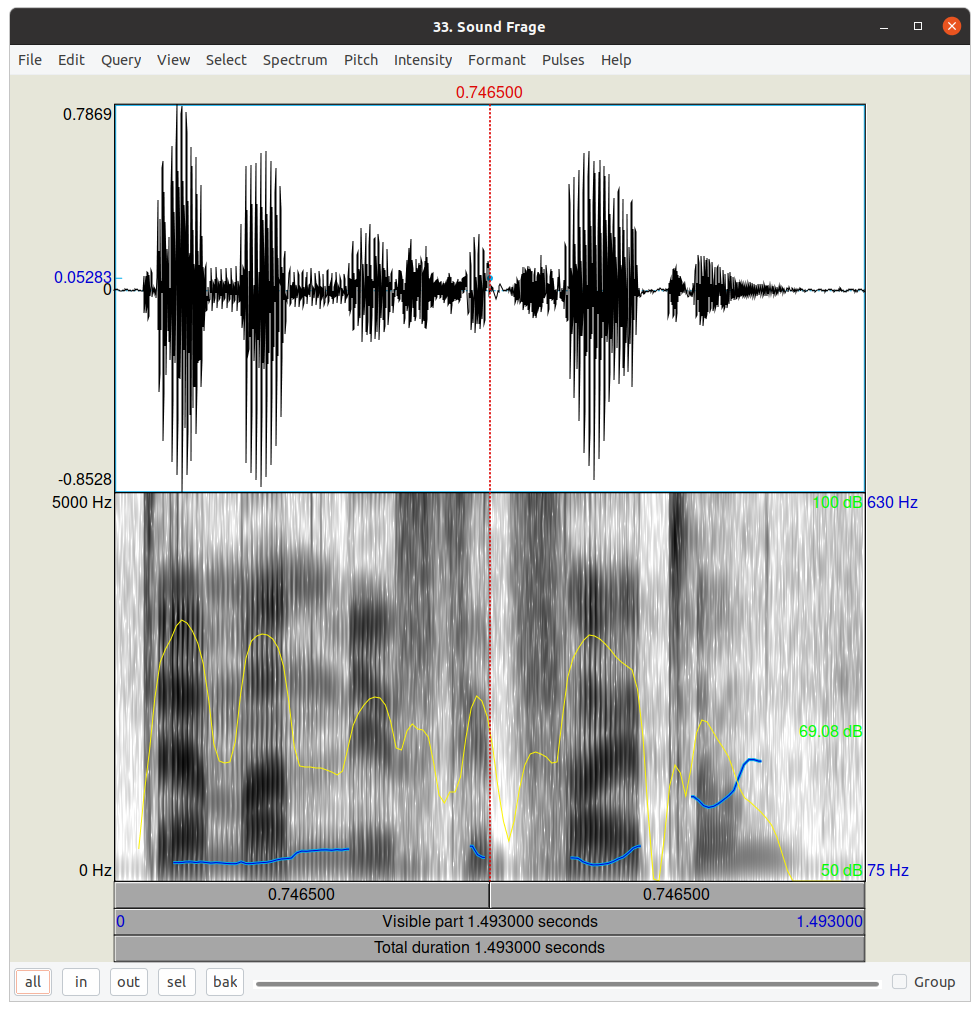 33. Sound Frage
File Edit Query View Select Spectrum Pitch Intensity Formant Pulses Help
0.746500
0.7869
0.05283
0
-0.8528
5000 Hz 100 dB 630 Hz
69.08 dB
0 Hz 50 dB 75 Hz
0.746500 0.746500
0 Visible part 1.493000 seconds 1.493000
Total duration 1.493000 seconds
all in out sel bak Group